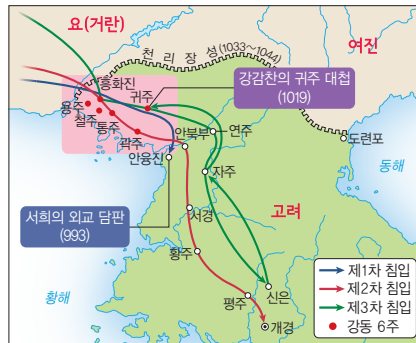 요(거란)
천리장성(1033~1044)
여진
강감찬의 귀주 대첩
(1019)
흥화진
귀주
용주
철주
통주
곽주
안북부
연주
안융진
도련포
동해
자주
서희의 외교 담판
(993)
고려
서경
황주
황해
평주
신은
개경
제1차 침입
제2차 침입
제3차 침입
강동 6주